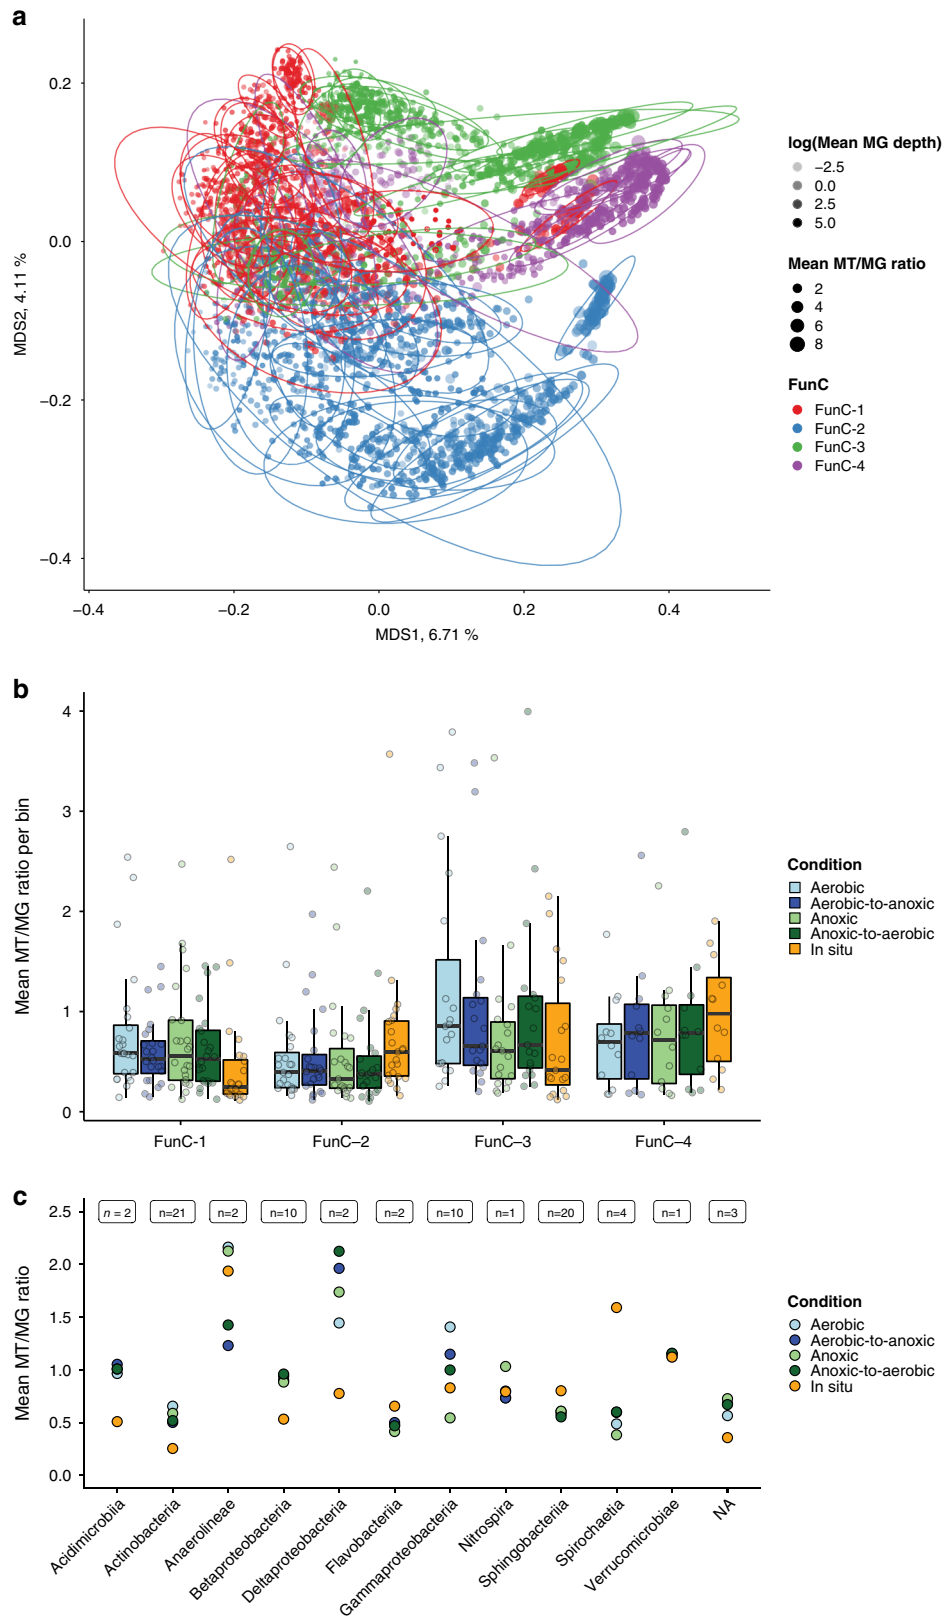 a
0.2
0.0
−0.2
−0.4
MDS2, 4.11 %
−0.4
−0.2
0.0
0.2
0.4
MDS1, 6.71 %
log(Mean MG depth)
−2.5
0.0
2.5
5.0
Mean MT/MG ratio
2
4
6
8
FunC
FunC-1
FunC-2
FunC-3
FunC-4
b
4
3
2
1
0
Mean MT/MG ratio per bin
FunC-1
FunC–2
FunC–3
FunC–4
Condition
Aerobic
Aerobic-to-anoxic
Anoxic
Anoxic-to-aerobic
In situ
c
2.5
2.0
1.5
1.0
0.5
0.0
Mean MT/MG ratio
n = 2
n=21
n=2
n=10
n=2
n=2
n=10
n=1
n=20
n=4
n=1
n=3
Acidimicrobiia
Actinobacteria
Anaerolineae
Betaproteobacteria
Deltaproteobacteria
Flavobacteriia
Gammaproteobacteria
Nitrospira
Sphingobacteriia
Spirochaetia
Verrucomicrobiae
NA
Condition
Aerobic
Aerobic-to-anoxic
Anoxic
Anoxic-to-aerobic
In situ